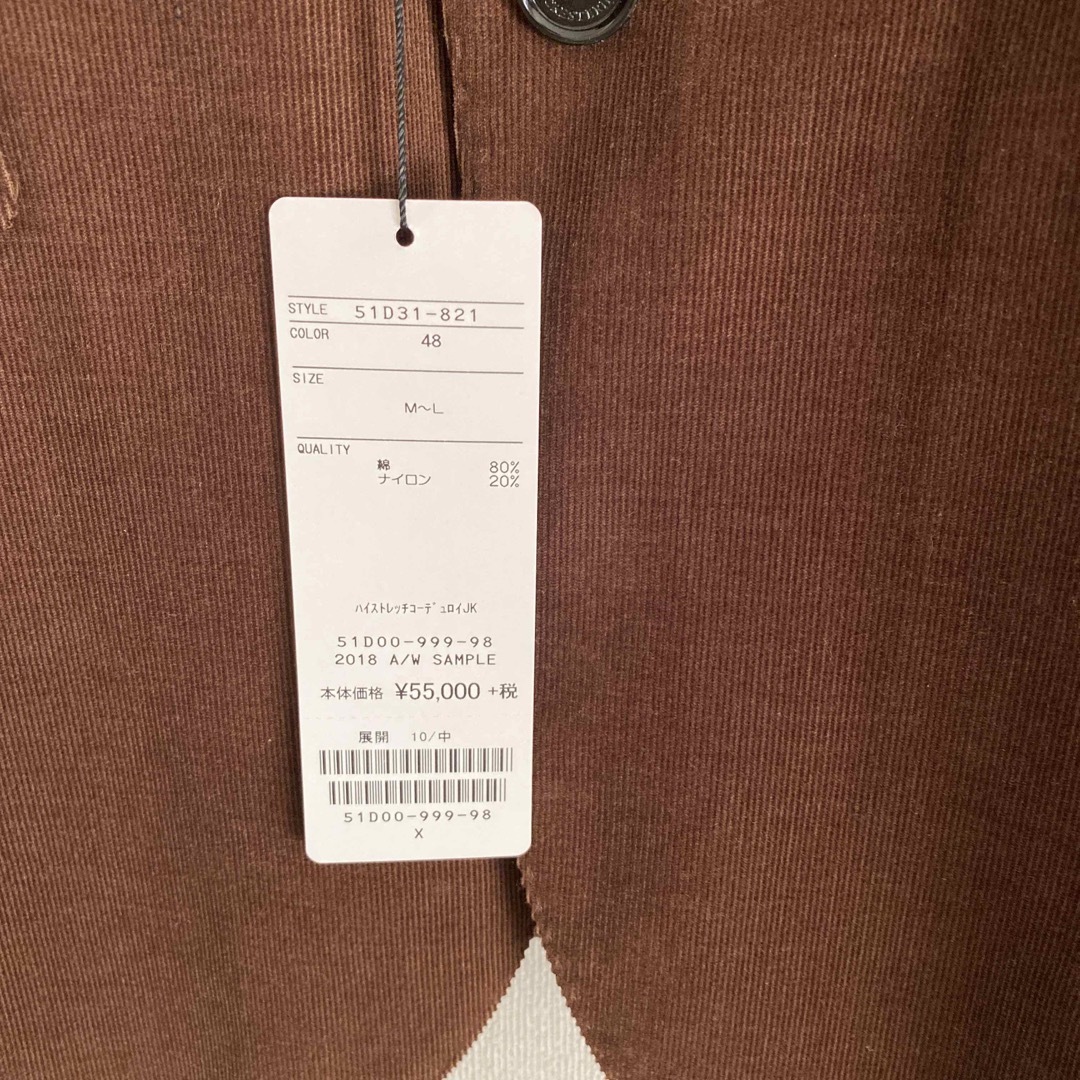 STYLE 51D31-821
COLOR 48
SIZE
M～L
QUALITY
綿 80%
ナイロン 20%
ﾊｲｽﾄﾚｯﾁｺｰﾃﾞｭﾛｲJK
51D00-999-98
2018 A/W SAMPLE
本体価格 ¥55,000 +税
展開 10/中
51D00-999-98
X